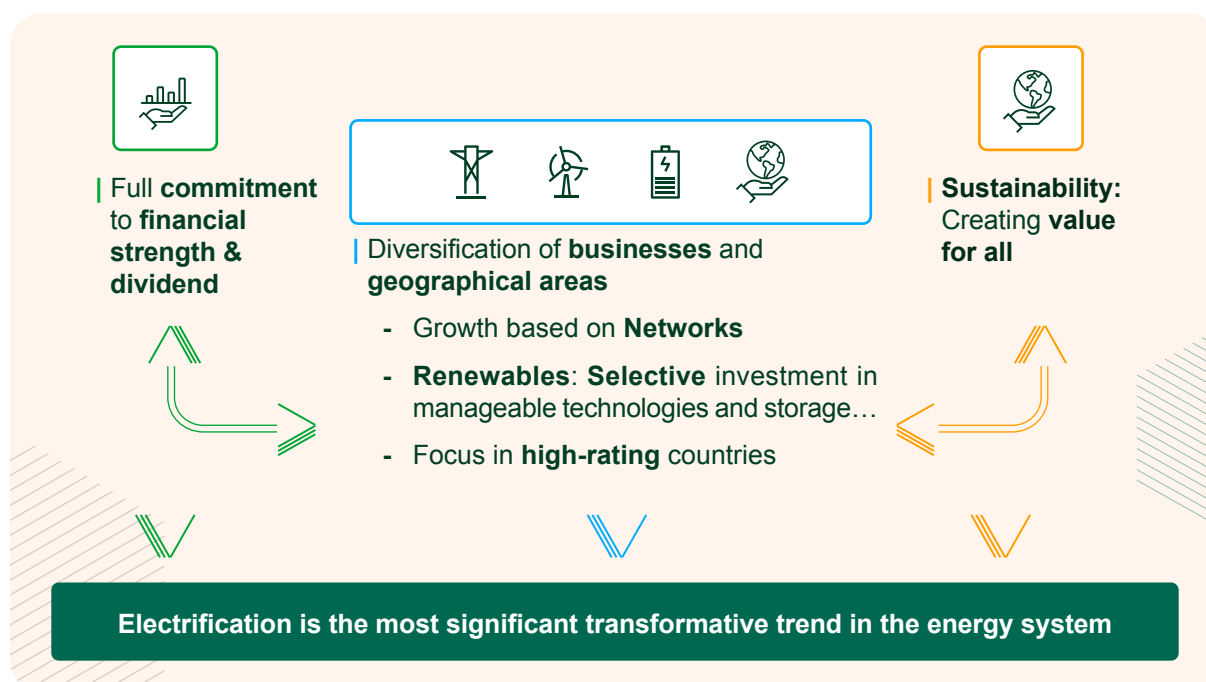 | Full commitment
to financial
strength &
dividend
| Diversification of businesses and
geographical areas
- Growth based on Networks
- Renewables: Selective investment in
manageable technologies and storage…
- Focus in high-rating countries
| Sustainability:
Creating value
for all
Electrification is the most significant transformative trend in the energy system